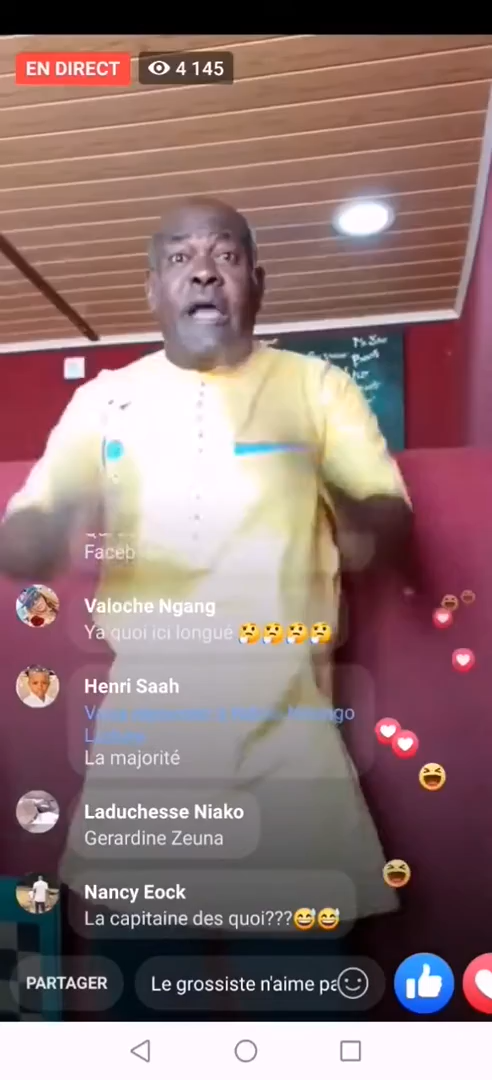 EN DIRECT
4 145
Faceb
Valoche Ngang
Ya quoi ici longué 🤔🤔🤔🤔
Henri Saah
La majorité
Laduchesse Niako
Gerardine Zeuna
Nancy Eock
La capitaine des quoi???😅😅
PARTAGER
Le grossiste n'aime pa